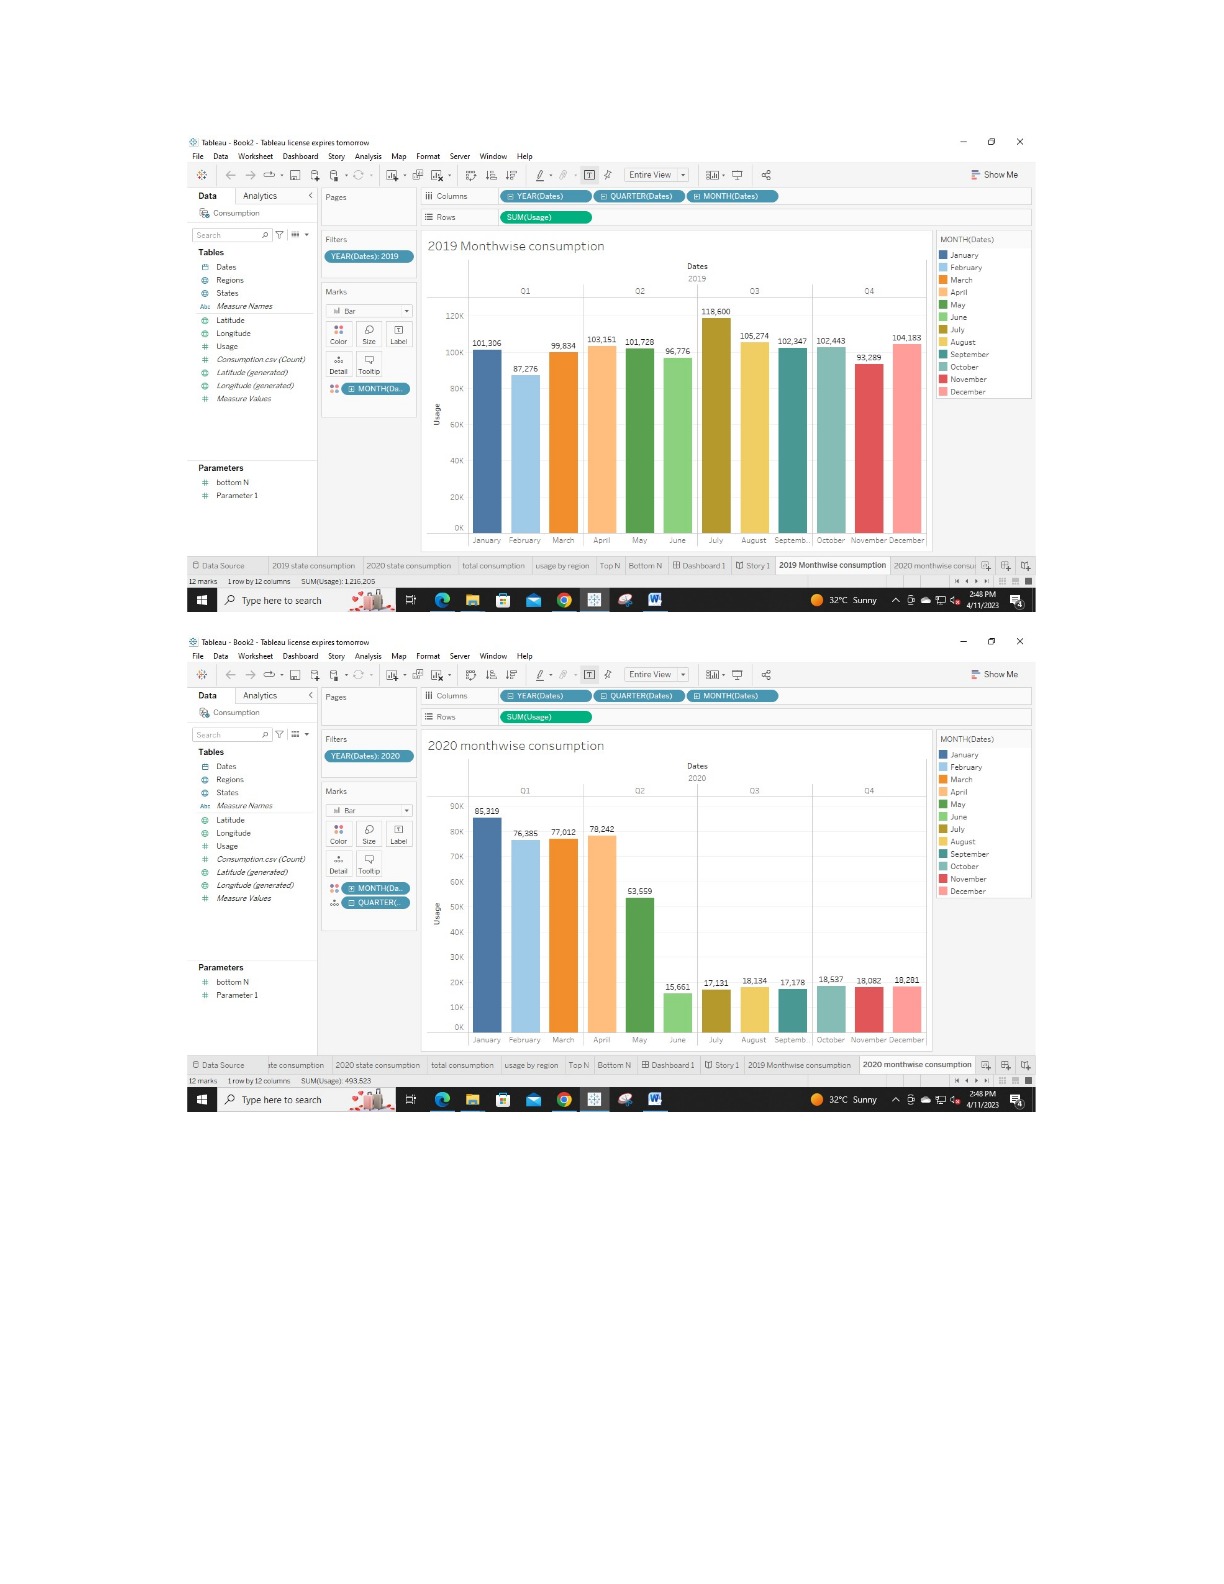 Tableau - Book2 - Tableau license expires tomorrow
File Data Worksheet Dashboard Story Analysis Map Format Server Window Help
Entire View
Show Me
Data Analytics
Pages
Columns YEAR(Dates) QUARTER(Dates) MONTH(Dates)
Consumption
Rows SUM(Usage)
Search
Tables
Dates
Regions
States
Abc Measure Names
Latitude
Longitude
Usage
Consumption.csv (Count)
Latitude (generated)
Longitude (generated)
Measure Values
Parameters
bottom N
Parameter 1
Filters
YEAR(Dates): 2019
Marks
Bar
Color Size Label
Detail Tooltip
MONTH(Da..
2019 Monthwise consumption
Dates
2019
Q1 Q2 Q3 Q4
Usage
120K
100K
80K
60K
40K
20K
0K
101,306 87,276 99,834 103,151 101,728 96,776 118,600 105,274 102,347 102,443 93,289 104,183
January February March April May June July August Septemb.. October November December
MONTH(Dates)
January
February
March
April
May
June
July
August
September
October
November
December
Data Source 2019 state consumption 2020 state consumption total consumption usage by region Top N Bottom N Dashboard 1 Story 1 2019 Monthwise consumption 2020 monthwise consu
12 marks 1 row by 12 columns SUM(Usage): 1,216,205
Type here to search
32°C Sunny
2:48 PM
4/11/2023
4
Tableau - Book2 - Tableau license expires tomorrow
File Data Worksheet Dashboard Story Analysis Map Format Server Window Help
Entire View
Show Me
Data Analytics
Pages
Columns YEAR(Dates) QUARTER(Dates) MONTH(Dates)
Consumption
Rows SUM(Usage)
Search
Tables
Dates
Regions
States
Abc Measure Names
Latitude
Longitude
Usage
Consumption.csv (Count)
Latitude (generated)
Longitude (generated)
Measure Values
Parameters
bottom N
Parameter 1
Filters
YEAR(Dates): 2020
Marks
Bar
Color Size Label
Detail Tooltip
MONTH(Da..
QUARTER(..
2020 monthwise consumption
Dates
2020
Q1 Q2 Q3 Q4
Usage
90K
80K
70K
60K
50K
40K
30K
20K
10K
0K
85,319 76,385 77,012 78,242 53,559 15,661 17,131 18,134 17,178 18,537 18,082 18,281
January February March April May June July August Septemb.. October November December
MONTH(Dates)
January
February
March
April
May
June
July
August
September
October
November
December
Data Source ate consumption 2020 state consumption total consumption usage by region Top N Bottom N Dashboard 1 Story 1 2019 Monthwise consumption 2020 monthwise consumption
12 marks 1 row by 12 columns SUM(Usage): 493,523
Type here to search
32°C Sunny
2:48 PM
4/11/2023
4